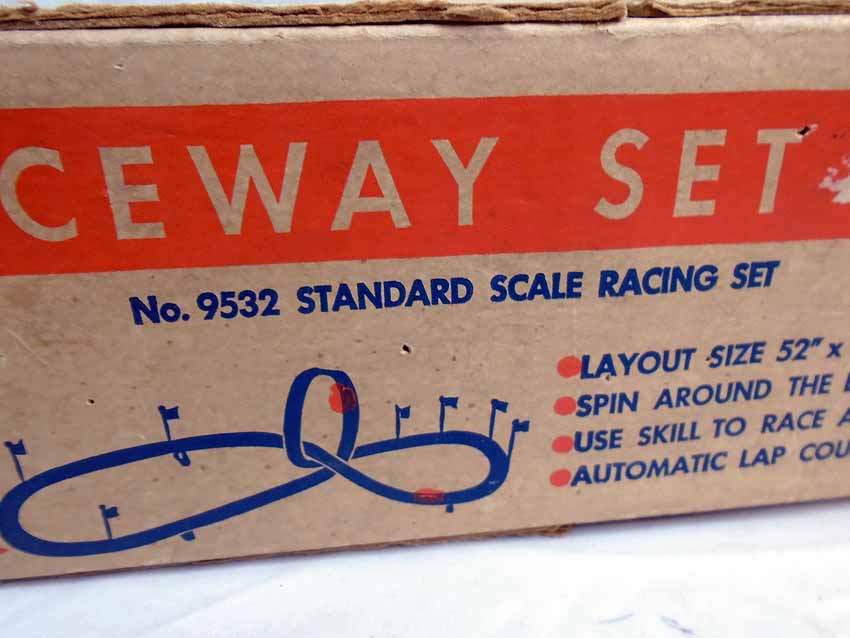 CEWAY SET
No. 9532 STANDARD SCALE RACING SET
LAYOUT SIZE 52" x
SPIN AROUND THE
USE SKILL TO RACE A
AUTOMATIC LAP COU